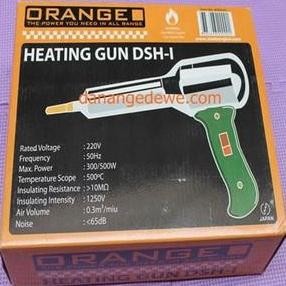 ORANGE
THE POWER YOU NEED IN ALL RANGE
HEATING GUN DSH-I
danangedewe.com
Rated Voltage : 220V
Frequency : 50Hz
Max. Power : 300/500W
Temperature Scope : 500ºC
Insulating Resistance : >10MΩ
Insulating Intensity : 1250V
Air Volume : 0.3m³/miu
Noise : <65dB
JAPAN
ORANGE
HEATING GUN DSH-I